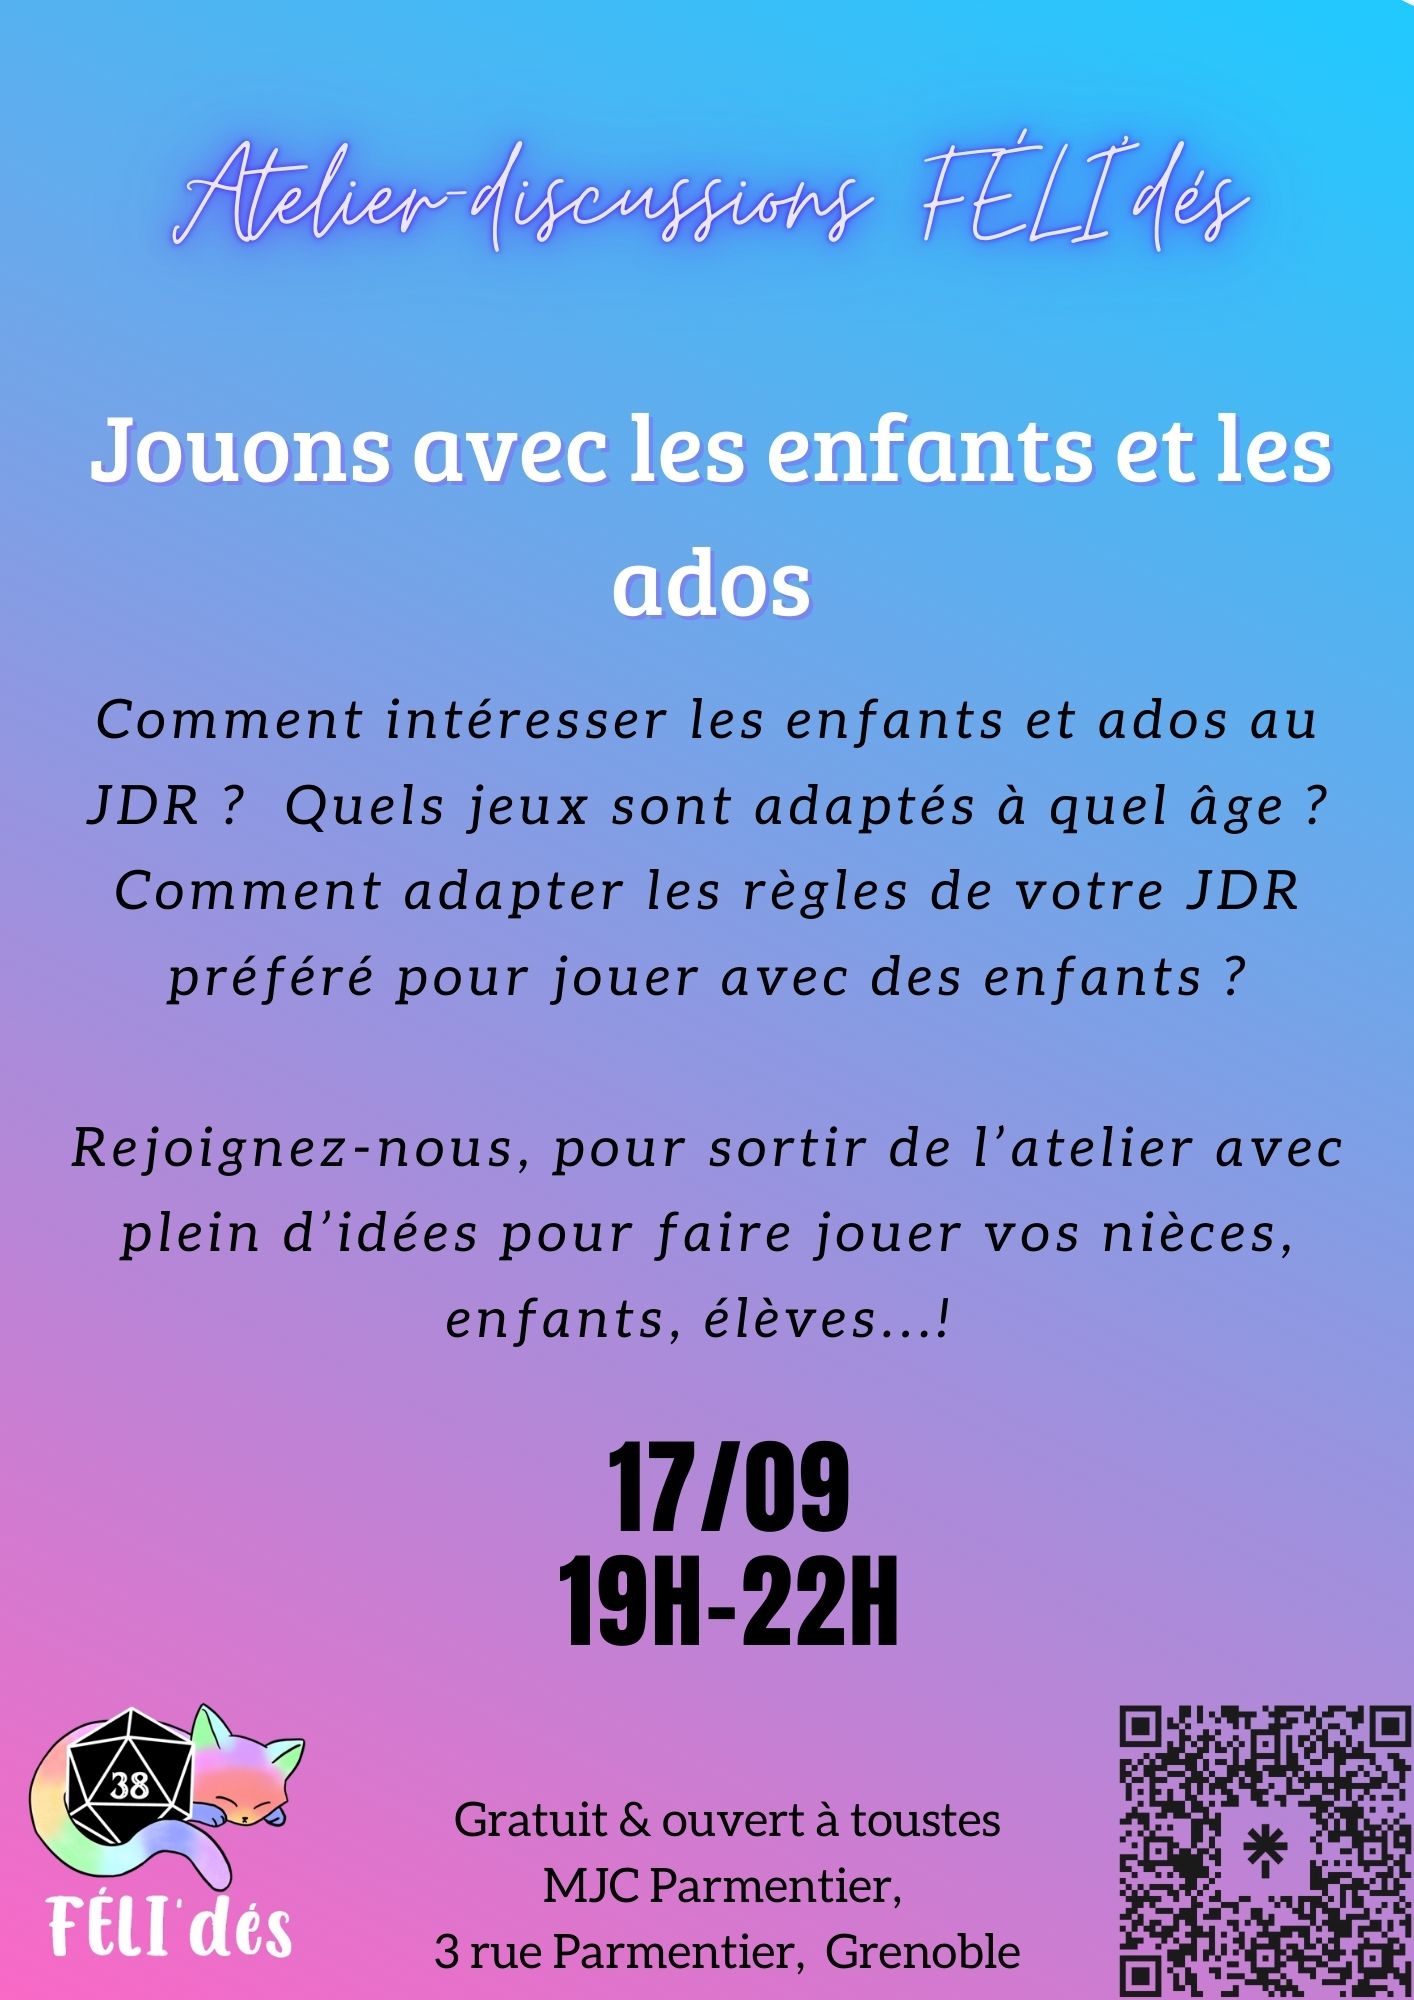 Atelier-discussions FÉLI'dés
Jouons avec les enfants et les
ados
Comment intéresser les enfants et ados au
JDR ? Quels jeux sont adaptés à quel âge ?
Comment adapter les règles de votre JDR
préféré pour jouer avec des enfants ?
Rejoignez-nous, pour sortir de l’atelier avec
plein d’idées pour faire jouer vos nièces,
enfants, élèves...!
17/09
19H-22H
38
FÉLI'dés
Gratuit & ouvert à toustes
MJC Parmentier,
3 rue Parmentier, Grenoble